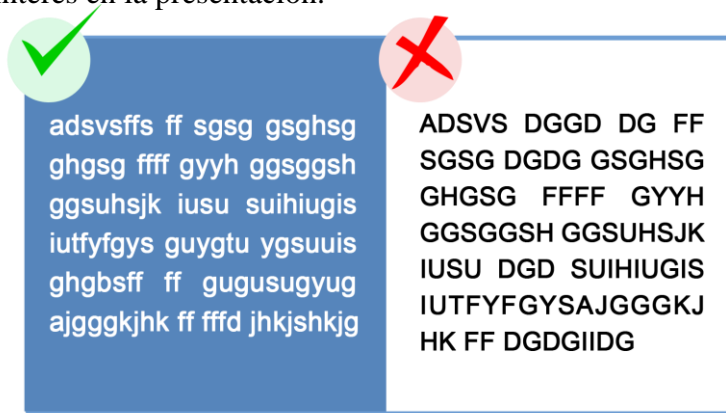 interés en la presentación.
adsvsffs ff sgsg gsghsg
ghgsg ffff gyyh ggsggsh
ggsuhsjk iusu suihiugis
iutfyfgys guygtu ygsuuis
ghgbsff ff gugusugyug
ajgggkjhk ff fffd jhkjshkjg
ADSVS DGGD DG FF
SGSG DGDG GSGHSG
GHGSG FFFF GYYH
GGSGGSH GGSUHSJK
IUSU DGD SUIHIUGIS
IUTFYFGYSAJGGGKJ
HK FF DGDGIIDG